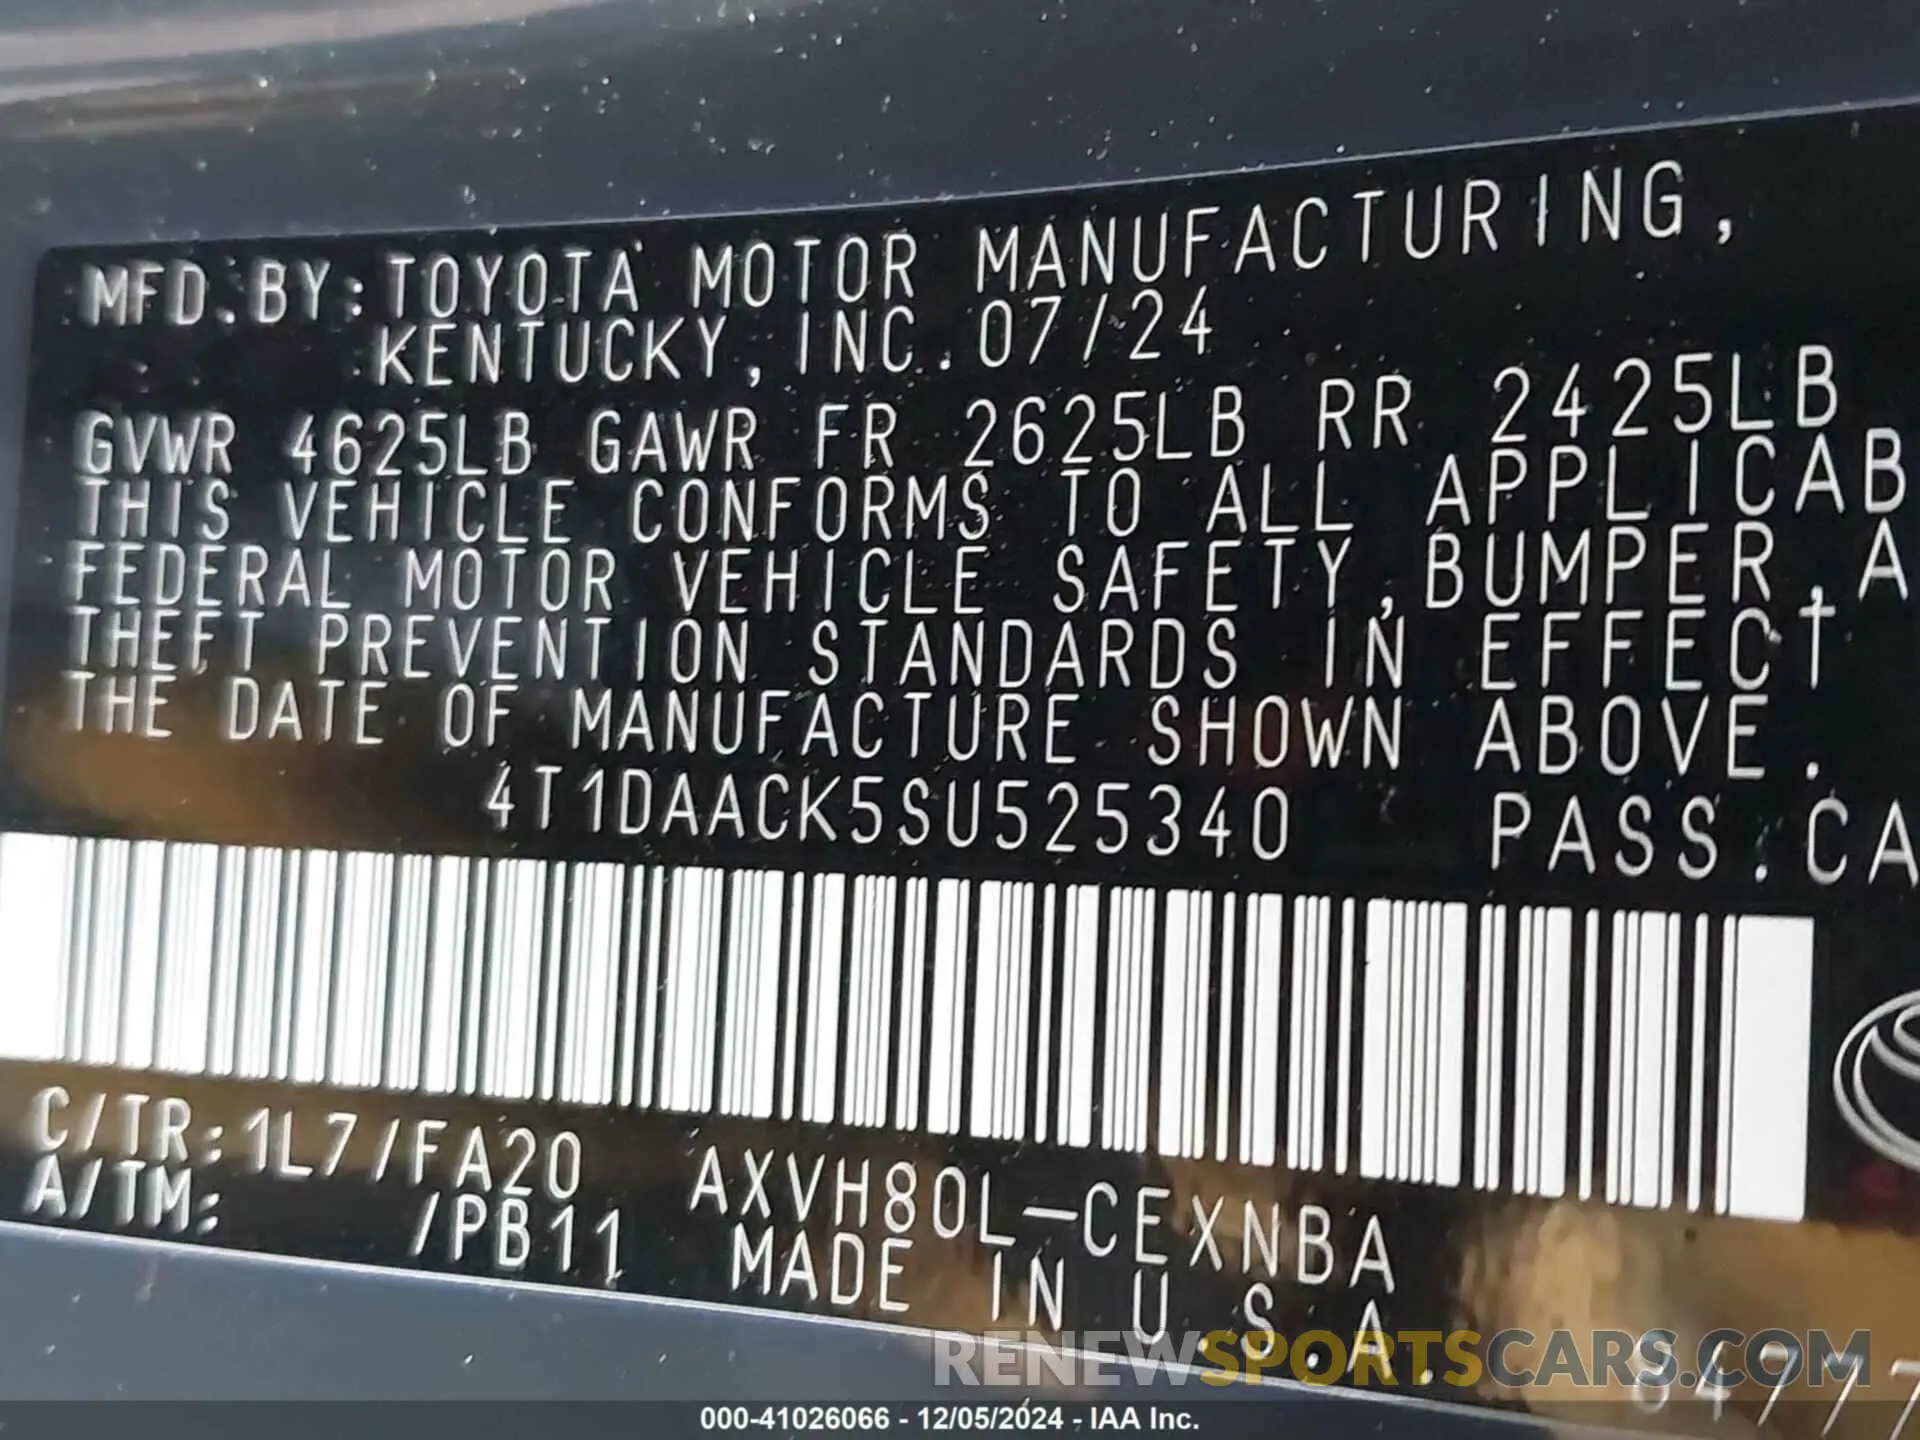 MFD.BY:TOYOTA MOTOR MANUFACTURING,
KENTUCKY,INC.07/24
GVWR 4625LB GAWR FR 2625LB RR 2425LB
THIS VEHICLE CONFORMS TO ALL APPLICAB
FEDERAL MOTOR VEHICLE SAFETY,BUMPER,A
THEFT PREVENTION STANDARDS IN EFFECT
THE DATE OF MANUFACTURE SHOWN ABOVE.
4T1DAACK5SU525340 PASS.CA
C/TR:1L7/FA20 AXVH80L-CEXNBA
A/TM: /PB11 MADE IN U.S.A.
RENEWSPORTSCARS.COM
000-41026066 - 12/05/2024 - IAA Inc.